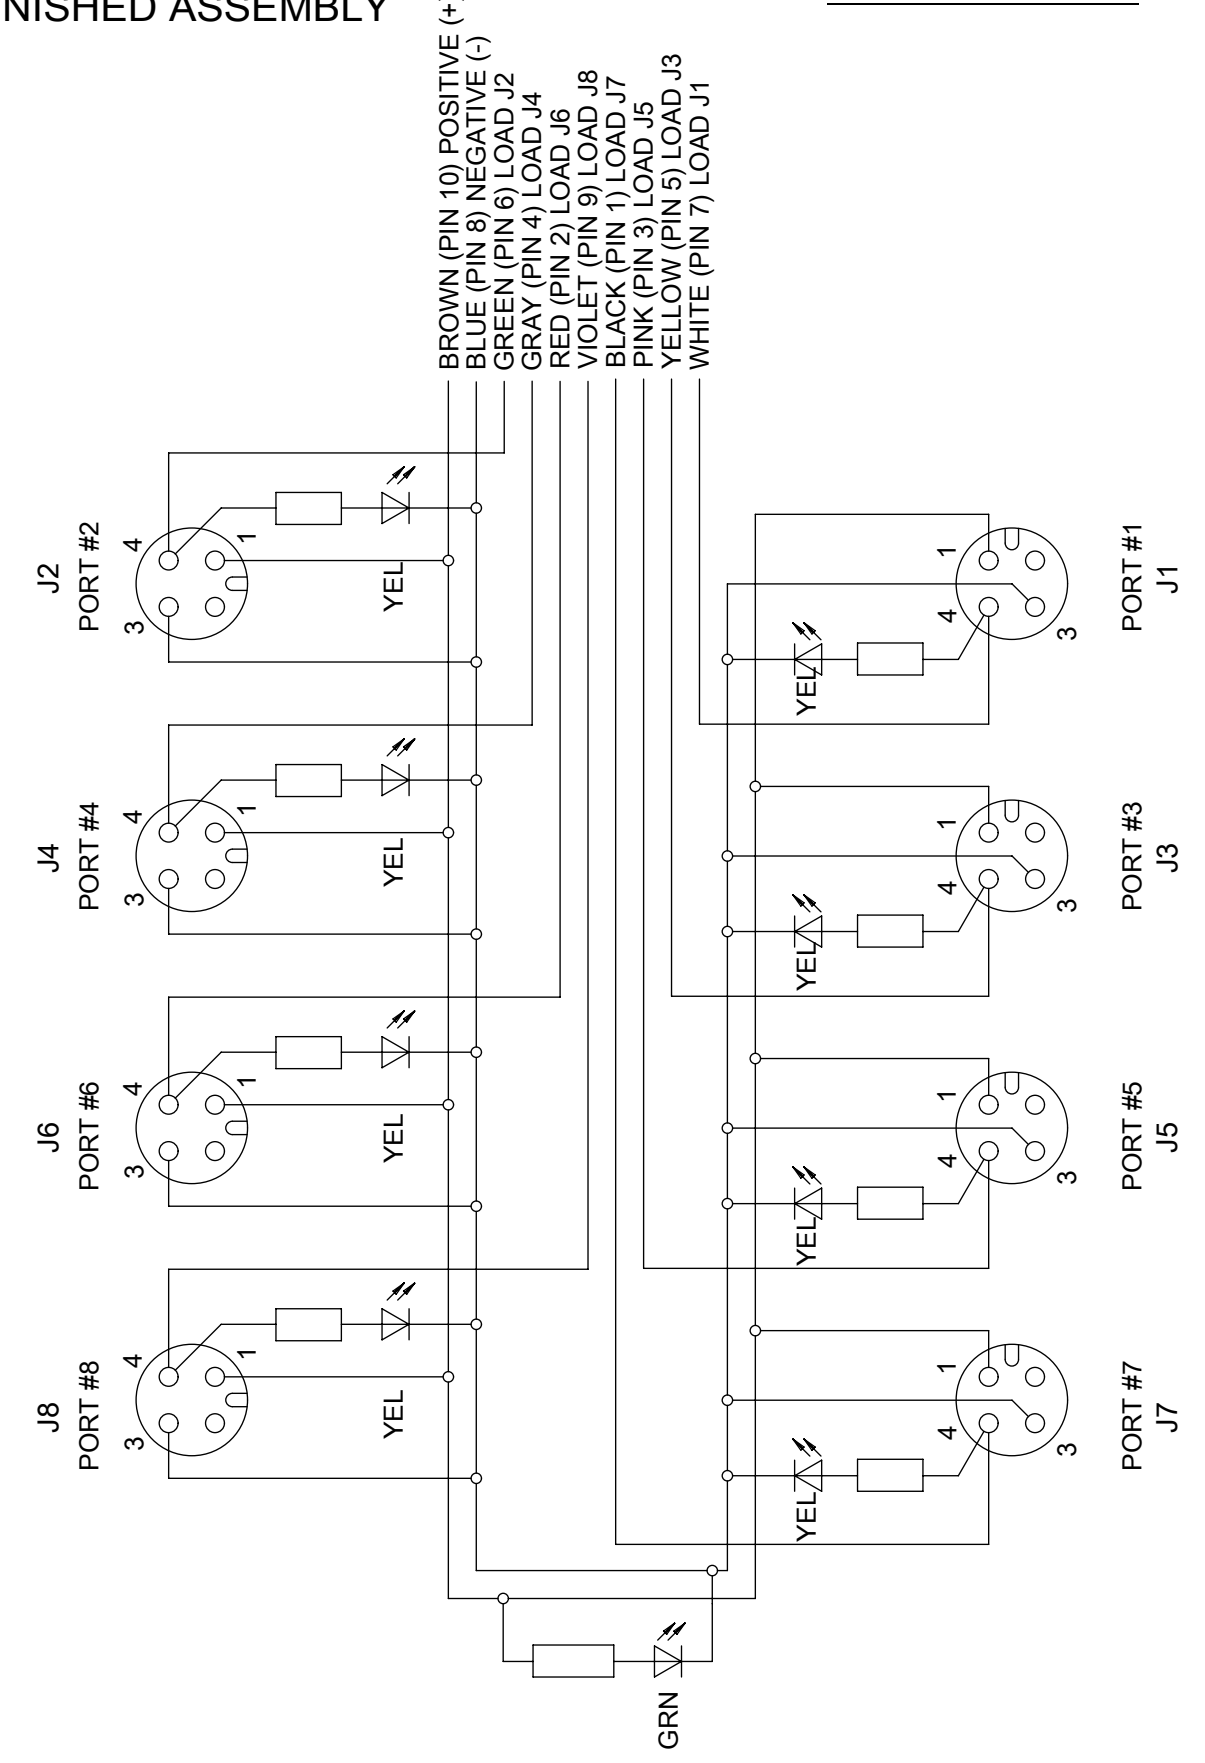 NISHED ASSEMBLY
BROWN (PIN 10) POSITIVE (+)
BLUE (PIN 8) NEGATIVE (-)
GREEN (PIN 6) LOAD J2
GRAY (PIN 4) LOAD J4
RED (PIN 2) LOAD J6
VIOLET (PIN 9) LOAD J8
BLACK (PIN 1) LOAD J7
PINK (PIN 3) LOAD J5
YELLOW (PIN 5) LOAD J3
WHITE (PIN 7) LOAD J1
J2
PORT #2
4
1
3
YEL
J4
PORT #4
4
1
3
YEL
J6
PORT #6
4
1
3
YEL
J8
PORT #8
4
1
3
YEL
1
4
3
YEL
PORT #1
J1
1
4
3
YEL
PORT #3
J3
1
4
3
YEL
PORT #5
J5
1
4
3
YEL
PORT #7
J7
GRN